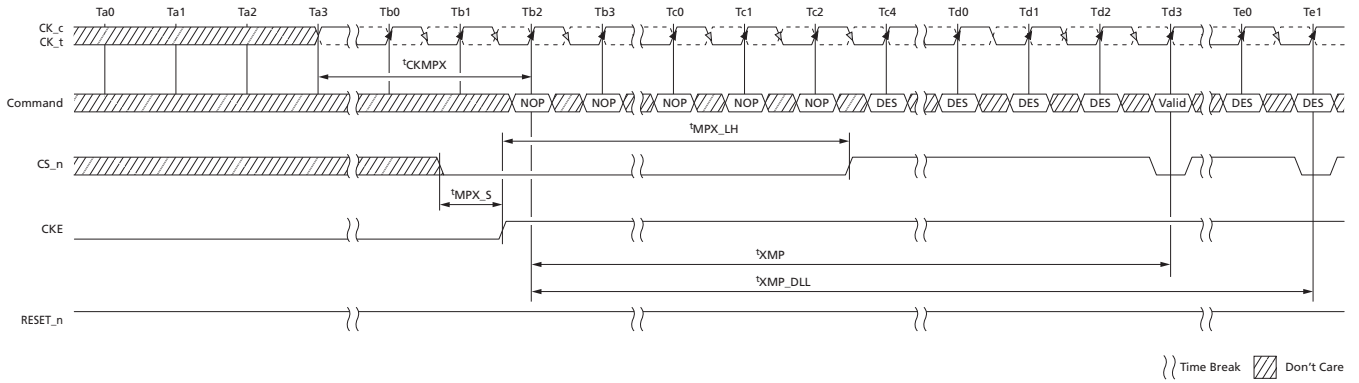 Ta0 Ta1 Ta2 Ta3 Tb0 Tb1 Tb2 Tb3 Tc0 Tc1 Tc2 Tc4 Td0 Td1 Td2 Td3 Te0 Te1
CK_c
CK_t
tCKMPX
Command NOP NOP NOP NOP NOP DES DES DES DES Valid DES DES
tMPX_LH
CS_n
tMPX_S
CKE
tXMP
tXMP_DLL
RESET_n
Time Break Don't Care